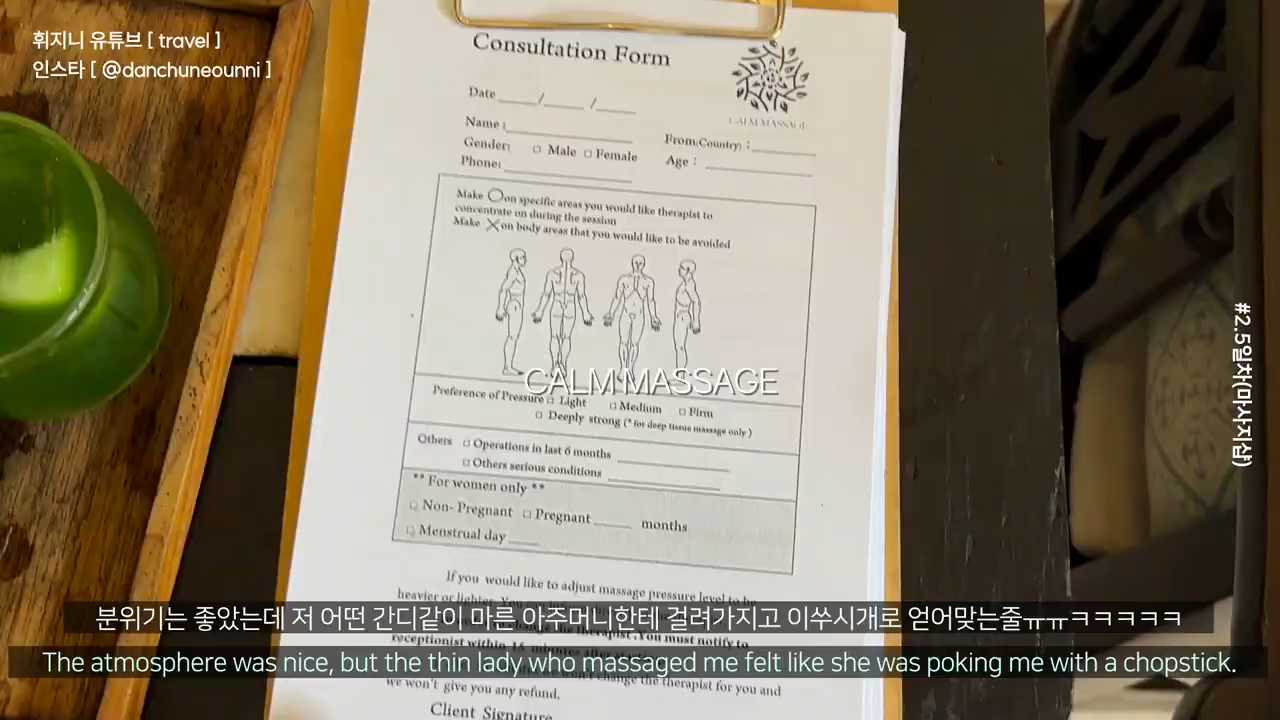 휘지니 유튜브 [ travel ]
인스타 [ @danchuneounni ]
Consultation Form
CALM MASSAGE
Date ____/____ /____
Name :
From(Country) :
Gender: □ Male □ Female
Age :
Phone:
Make ○on specific areas you would like therapist to
concentrate on during the session
Make ╳on body areas that you would like to be avoided
CALM MASSAGE
Preference of Pressure □ Light □ Medium □ Firm
□ Deeply strong (* for deep tissue massage only )
Others □ Operations in last 6 months
□ Others serious conditions
** For women only **
□ Non- Pregnant □ Pregnant _____ months
□ Menstrual day ____
If you would like to adjust massage pressure level to be
heavier or lighter. You
the therapist .You must notify to
receptionist within 15 minutes after
won't change the therapist for you and
we won't give you any refund.
Client Signature
#2.5일차(마사지샵)
분위기는 좋았는데 저 어떤 간디같이 마른 아주머니한테 걸려가지고 이쑤시개로 얻어맞는줄ㅠㅠㅋㅋㅋㅋㅋ
The atmosphere was nice, but the thin lady who massaged me felt like she was poking me with a chopstick.